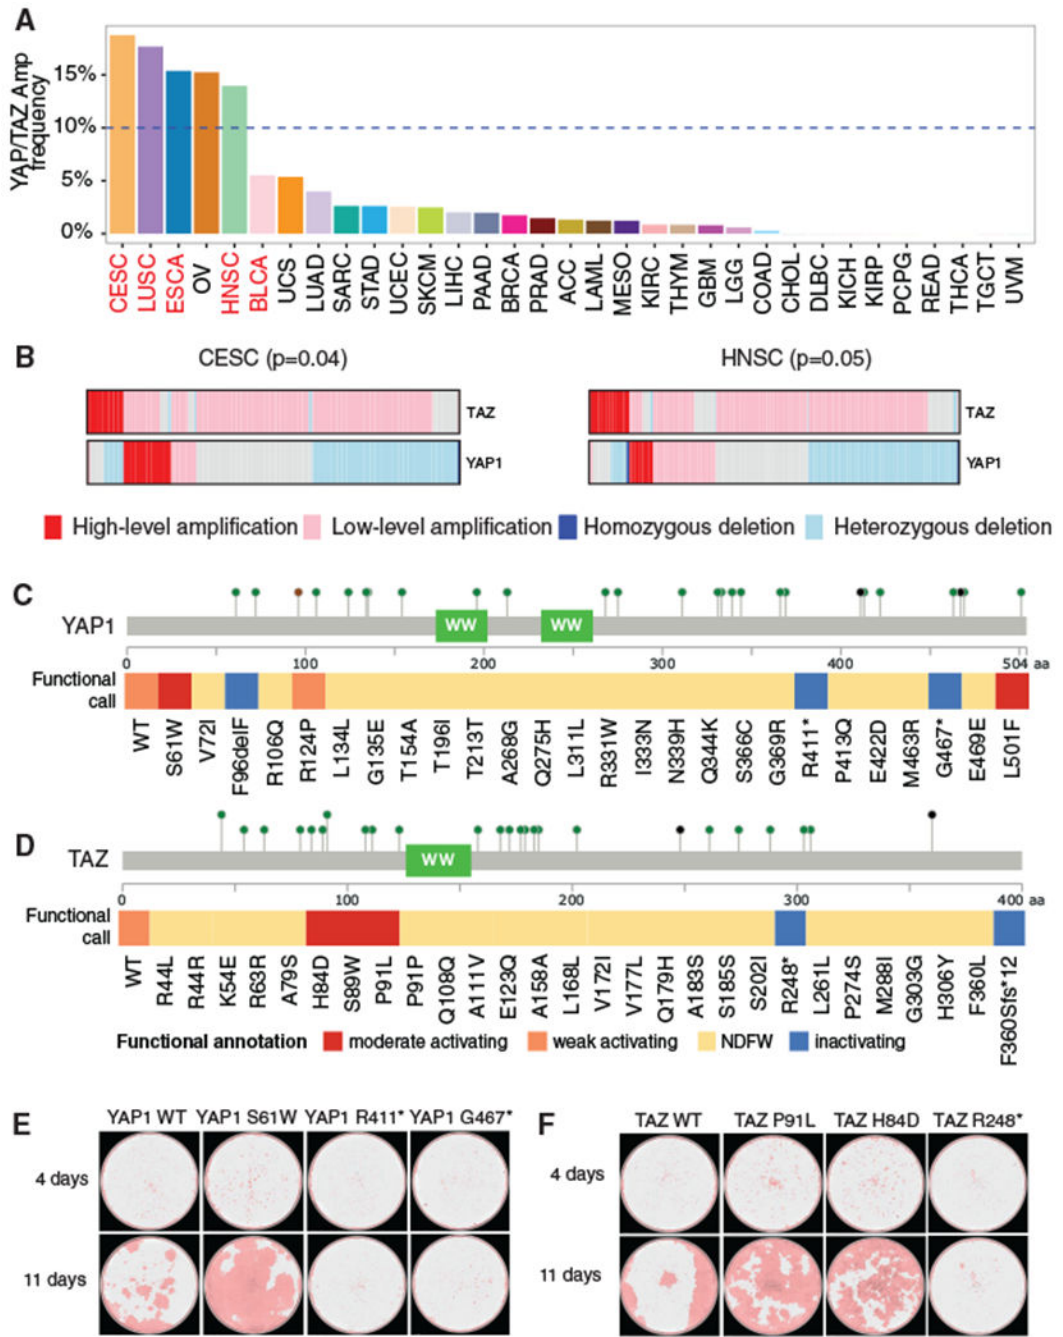 A
YAP/TAZ Amp
frequency
15%
10%
5%
0%
CESC LUSC ESCA OV HNSC BLCA UCS LUAD SARC STAD UCEC SKCM LIHC PAAD BRCA PRAD ACC LAML MESO KIRC THYM GBM LGG COAD CHOL DLBC KICH KIRP PCPG READ THCA TGCT UVM
B
CESC (p=0.04) HNSC (p=0.05)
TAZ TAZ
YAP1 YAP1
High-level amplification Low-level amplification Homozygous deletion Heterozygous deletion
C
YAP1 WW WW
0 100 200 300 400 504 aa
Functional
call
WT S61W V72I F96delF R106Q R124P L134L G135E T154A T196I T213T A268G Q275H L311L R331W I333N N339H Q344K S366C G369R R411* P413Q E422D M463R G467* E469E L501F
D
TAZ WW
0 100 200 300 400 aa
Functional
call
WT R44L R44R K54E R63R A79S H84D S89W P91L P91P Q108Q A111V E123Q A158A L168L V172I V177L Q179H A183S S185S S202I R248* L261L P274S M288I G303G H306Y F360L F360Sfs*12
Functional annotation moderate activating weak activating NDFW inactivating
E
YAP1 WT YAP1 S61W YAP1 R411* YAP1 G467*
4 days
11 days
F
TAZ WT TAZ P91L TAZ H84D TAZ R248*
4 days
11 days